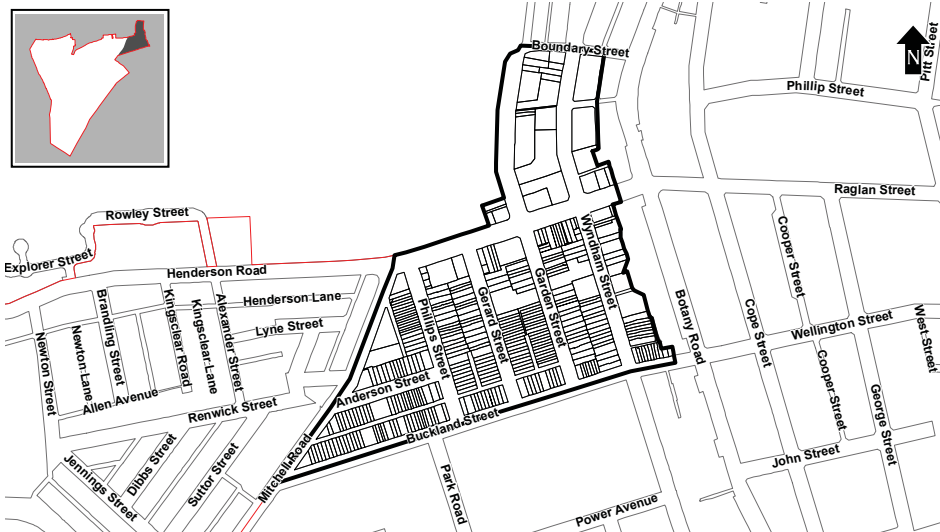 Boundary Street
Pitt Street
N
Phillip Street
Raglan Street
Rowley Street
Wyndham Street
Cooper Street
Explorer Street
Henderson Road
Henderson Lane
Brandling Street
Kingsclear Road
Kingsclear Lane
Alexander Street
Phillips Street
Gerard Street
Garden Street
Botany Road
Cope Street
Wellington Street
West Street
Lyne Street
Newton Street
Newton Lane
Cooper Street
George Street
Anderson Street
Allen Avenue
Renwick Street
Buckland Street
Dibbs Street
Suttor Street
Mitchell Road
Jennings Street
John Street
Park Road
Power Avenue